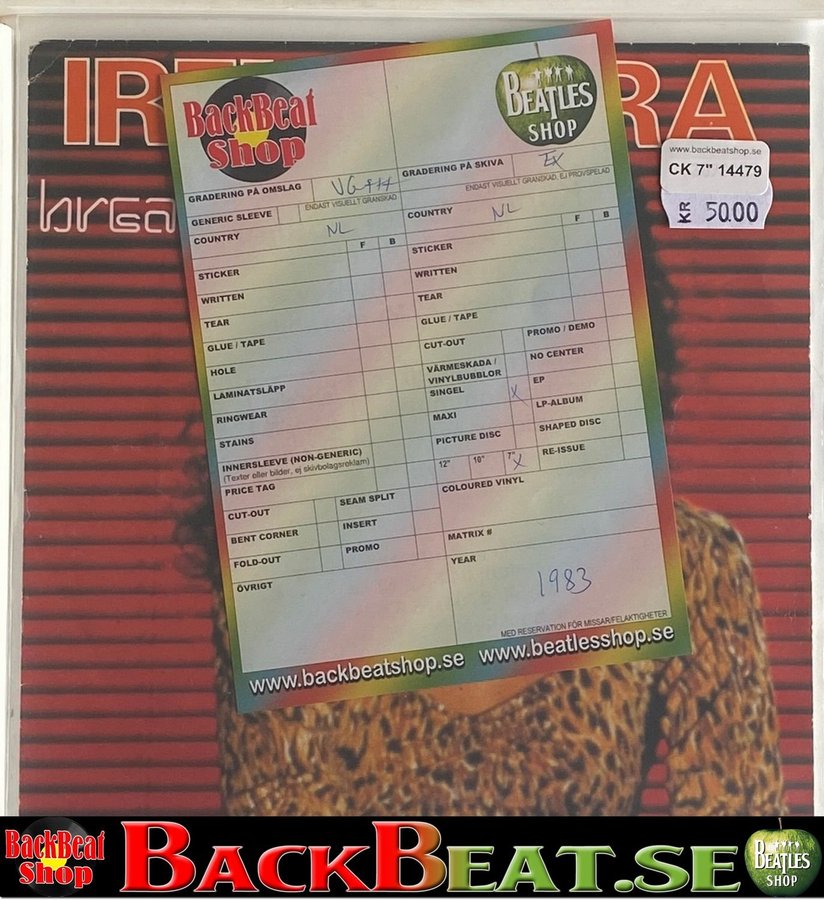 IR
RA
brea
www.backbeatshop.se
CK 7" 14479
KR 50.00
BackBeat
Shop
BEATLES
SHOP
GRADERING PÅ OMSLAG VG+++
ENDAST VISUELLT GRANSKAD
GENERIC SLEEVE
COUNTRY NL
F B
STICKER
WRITTEN
TEAR
GLUE / TAPE
HOLE
LAMINATSLÄPP
RINGWEAR
STAINS
INNERSLEEVE (NON-GENERIC)
(Texter eller bilder, ej skivbolagsreklam)
PRICE TAG
CUT-OUT
SEAM SPLIT
BENT CORNER
INSERT
FOLD-OUT
PROMO
ÖVRIGT
GRADERING PÅ SKIVA EX
ENDAST VISUELLT GRANSKAD, EJ PROVSPELAD
COUNTRY NL
F B
STICKER
WRITTEN
TEAR
GLUE / TAPE
CUT-OUT
PROMO / DEMO
VÄRMESKADA /
VINYLBUBBLOR
NO CENTER
SINGEL X
EP
MAXI
LP-ALBUM
PICTURE DISC
SHAPED DISC
12" 10" 7" X
RE-ISSUE
COLOURED VINYL
MATRIX #
YEAR
1983
MED RESERVATION FÖR MISSAR/FELAKTIGHETER
www.backbeatshop.se www.beatlesshop.se
BackBeat
Shop
BACKBEAT.SE
BEATLES
SHOP